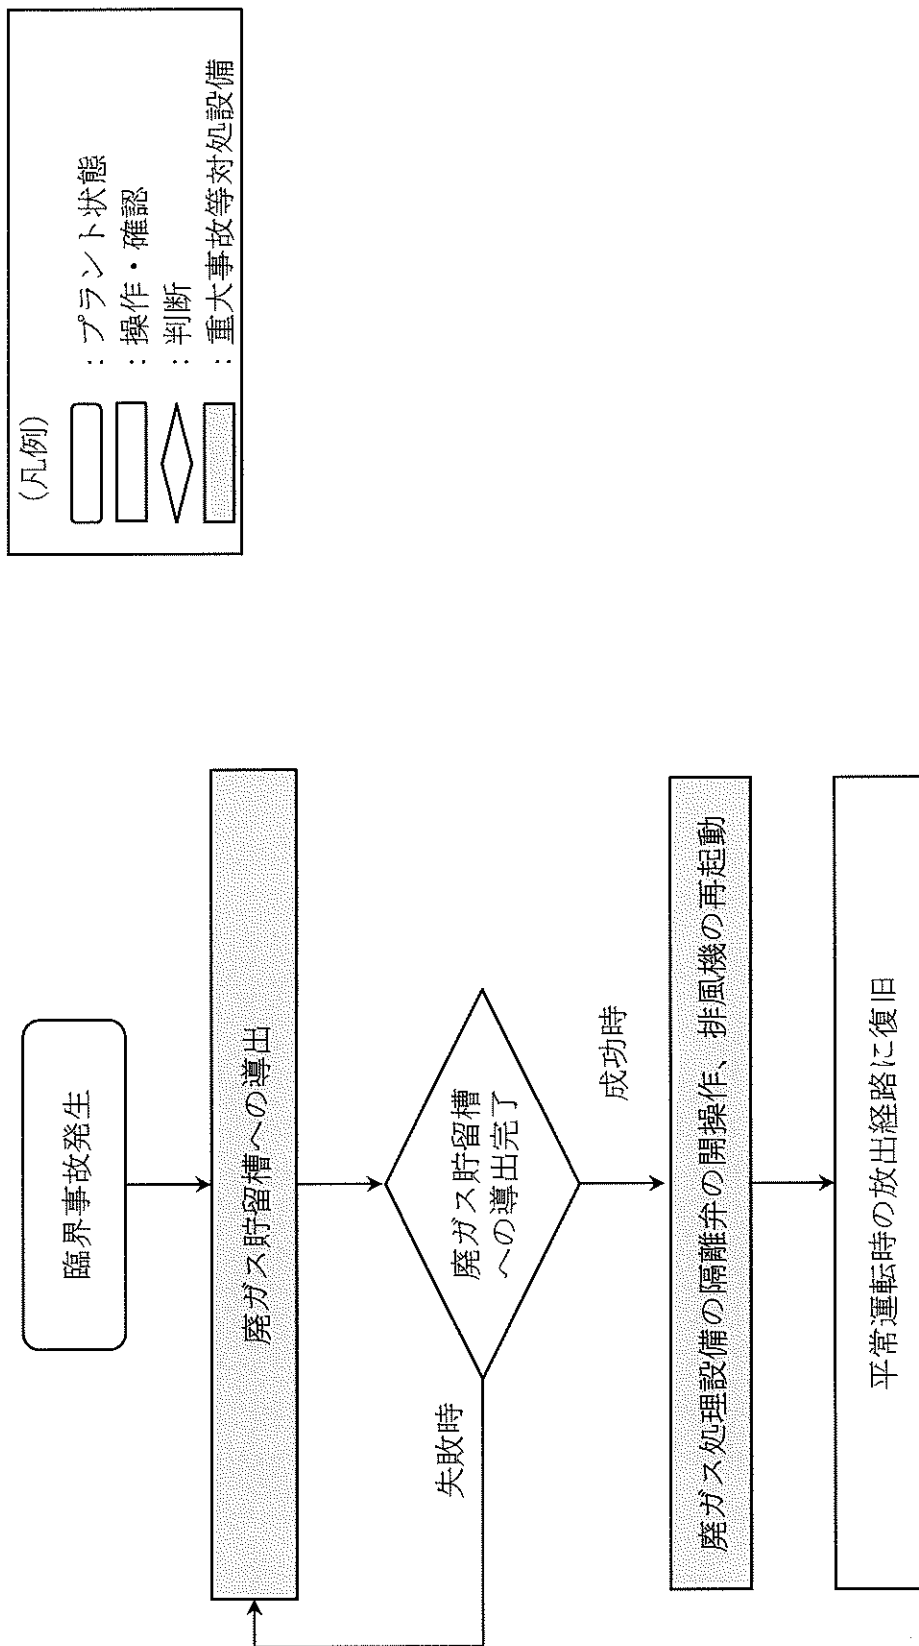 臨界事故発生
廃ガス貯留槽への導出
廃ガス貯留槽
への導出完了
失敗時
成功時
廃ガス処理設備の隔離弁の開操作、排風機の再起動
平常運転時の放出経路に復旧
(凡例)
：プラント状態
：操作・確認
：判断
：重大事故等対処設備